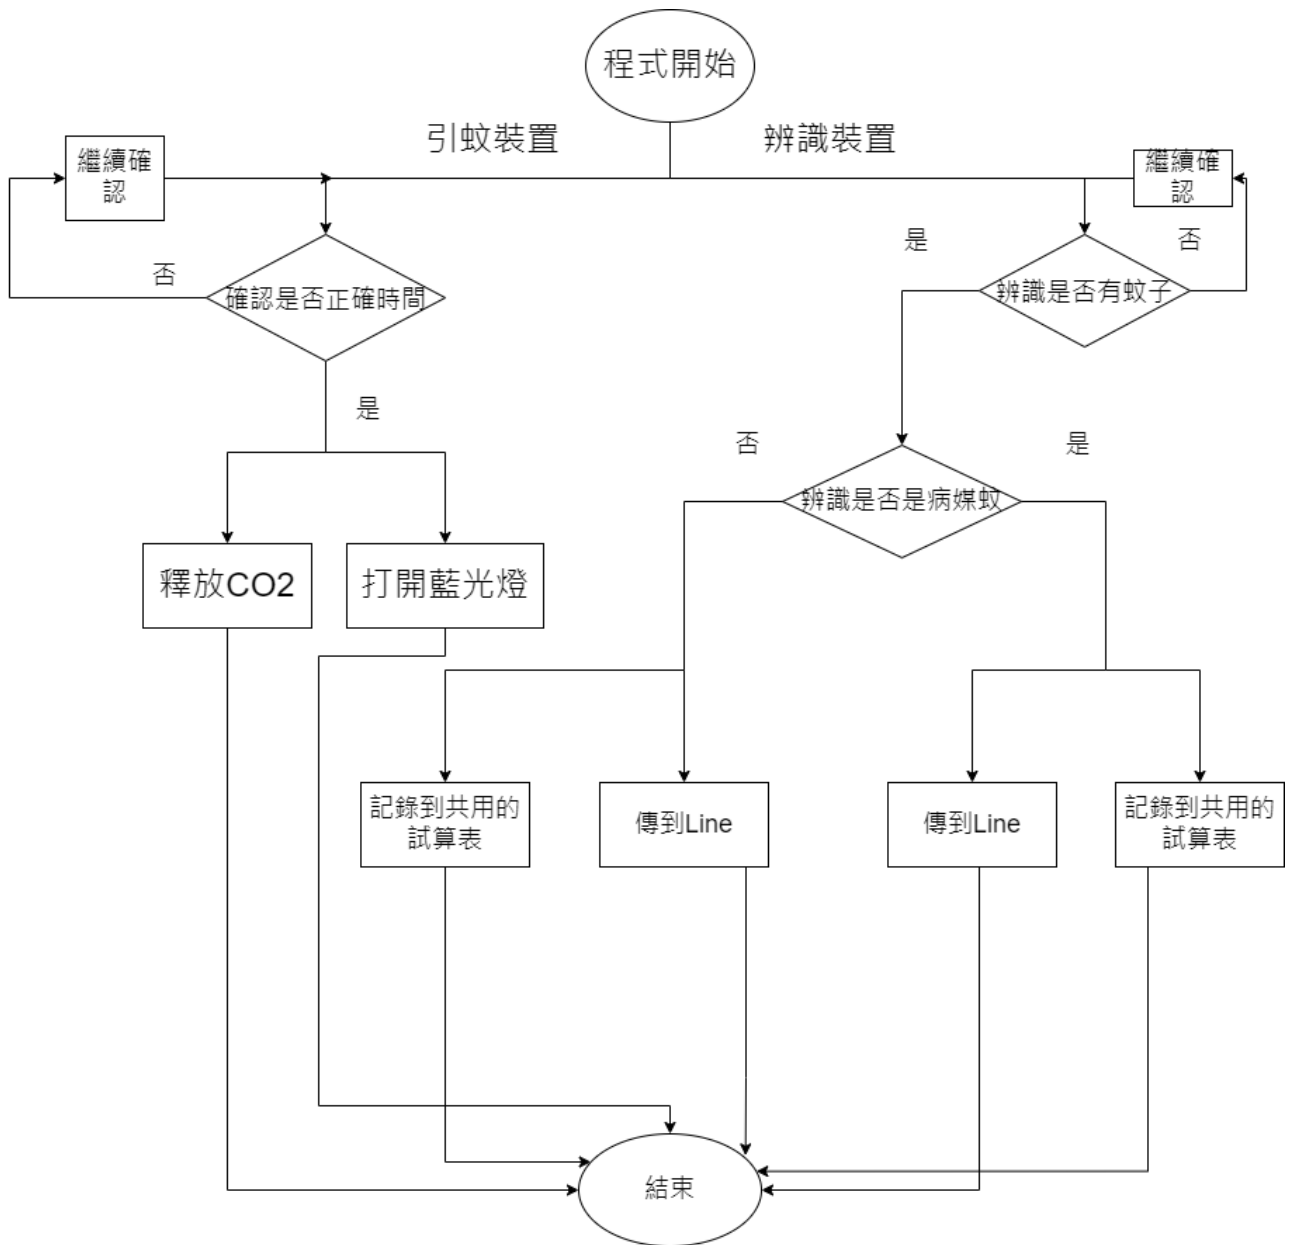 程式開始
引蚊裝置
辨識裝置
繼續確
認
繼續確
認
是
否
否
確認是否正確時間
辨識是否有蚊子
是
否
是
辨識是否是病媒蚊
釋放CO2
打開藍光燈
記錄到共用的
試算表
傳到Line
傳到Line
記錄到共用的
試算表
結束